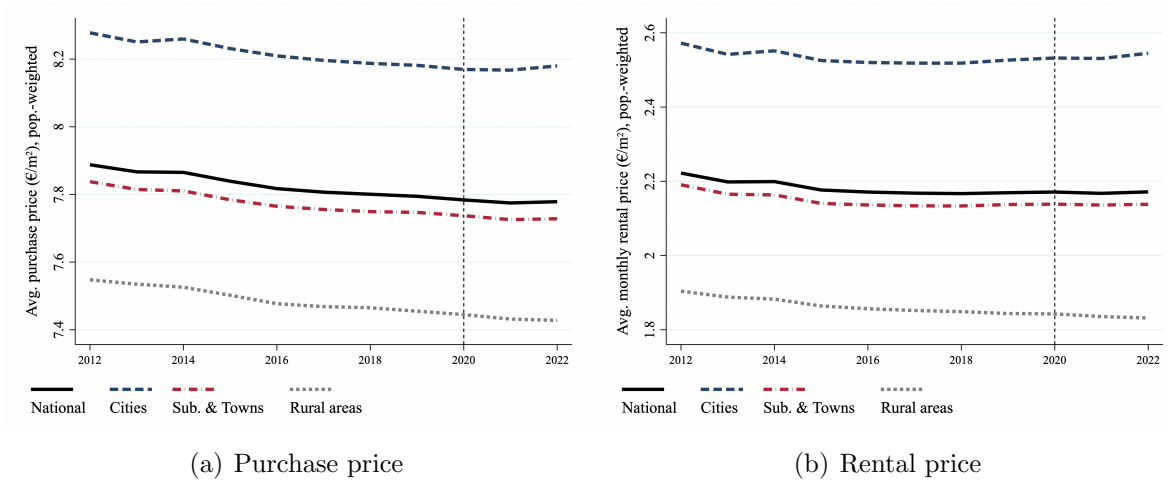 Avg. purchase price (€/m²), pop.-weighted
8.2
8
7.8
7.6
7.4
2012 2014 2016 2018 2020 2022
National Cities Sub. & Towns Rural areas
(a) Purchase price
Avg. monthly rental price (€/m²), pop.-weighted
2.6
2.4
2.2
2
1.8
2012 2014 2016 2018 2020 2022
National Cities Sub. & Towns Rural areas
(b) Rental price